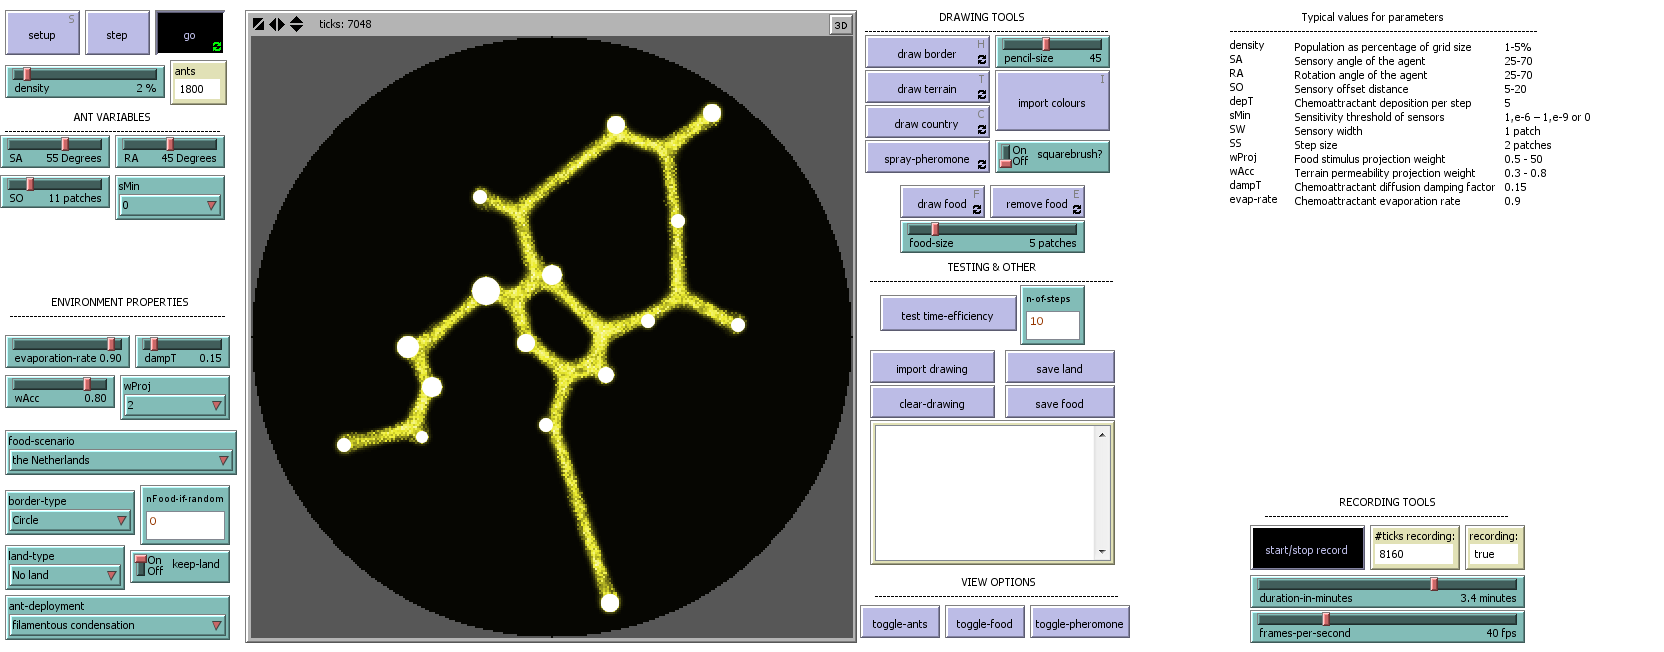 setup
S
step
go
ticks: 7048
3D
density
2 %
ants
1800
ANT VARIABLES
SA
55 Degrees
RA
45 Degrees
SO
11 patches
sMin
0
ENVIRONMENT PROPERTIES
evaporation-rate 0.90
dampT
0.15
wAcc
0.80
wProj
2
food-scenario
the Netherlands
border-type
Circle
nFood-if-random
0
land-type
No land
On
Off
keep-land
ant-deployment
filamentous condensation
DRAWING TOOLS
draw border
H
pencil-size
45
draw terrain
T
import colours
I
draw country
C
spray-pheromone
On
Off
squarebrush?
draw food
F
remove food
E
food-size
5 patches
TESTING & OTHER
test time-efficiency
n-of-steps
10
import drawing
save land
clear-drawing
save food
VIEW OPTIONS
toggle-ants
toggle-food
toggle-pheromone
Typical values for parameters
density Population as percentage of grid size 1-5%
SA Sensory angle of the agent 25-70
RA Rotation angle of the agent 25-70
SO Sensory offset distance 5-20
depT Chemoattractant deposition per step 5
sMin Sensitivity threshold of sensors 1,e-6 – 1,e-9 or 0
SW Sensory width 1 patch
SS Step size 2 patches
wProj Food stimulus projection weight 0.5 - 50
wAcc Terrain permeability projection weight 0.3 - 0.8
dampT Chemoattractant diffusion damping factor 0.15
evap-rate Chemoattractant evaporation rate 0.9
RECORDING TOOLS
start/stop record
#ticks recording:
8160
recording:
true
duration-in-minutes
3.4 minutes
frames-per-second
40 fps